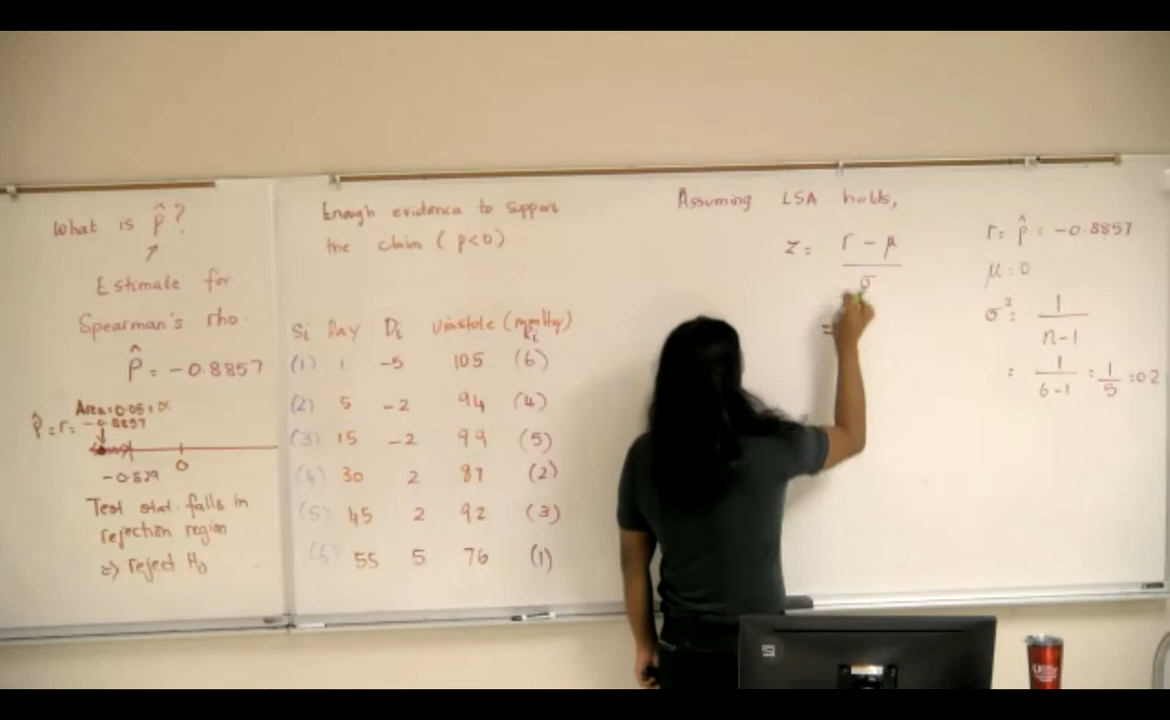 What is p̂ ?
Estimate for
Spearman's rho.
p̂ = -0.8857
Area = 0.05 = α
p̂ = r = -0.8857
-0.829
0
Test stat. falls in
rejection region
=> reject H0
Enough evidence to support
the claim ( p<0 )
Si Day Di viastole (mmHg) Ri
(1) 1 -5 105 (6)
(2) 5 -2 94 (4)
(3) 15 -2 99 (5)
(4) 30 2 87 (2)
(5) 45 2 92 (3)
(6) 55 5 76 (1)
Assuming LSA holds,
z = r - μ
σ
=
r = p̂ = -0.8857
μ = 0
σ² = 1
n-1
= 1 = 1 = 0.2
6-1 5